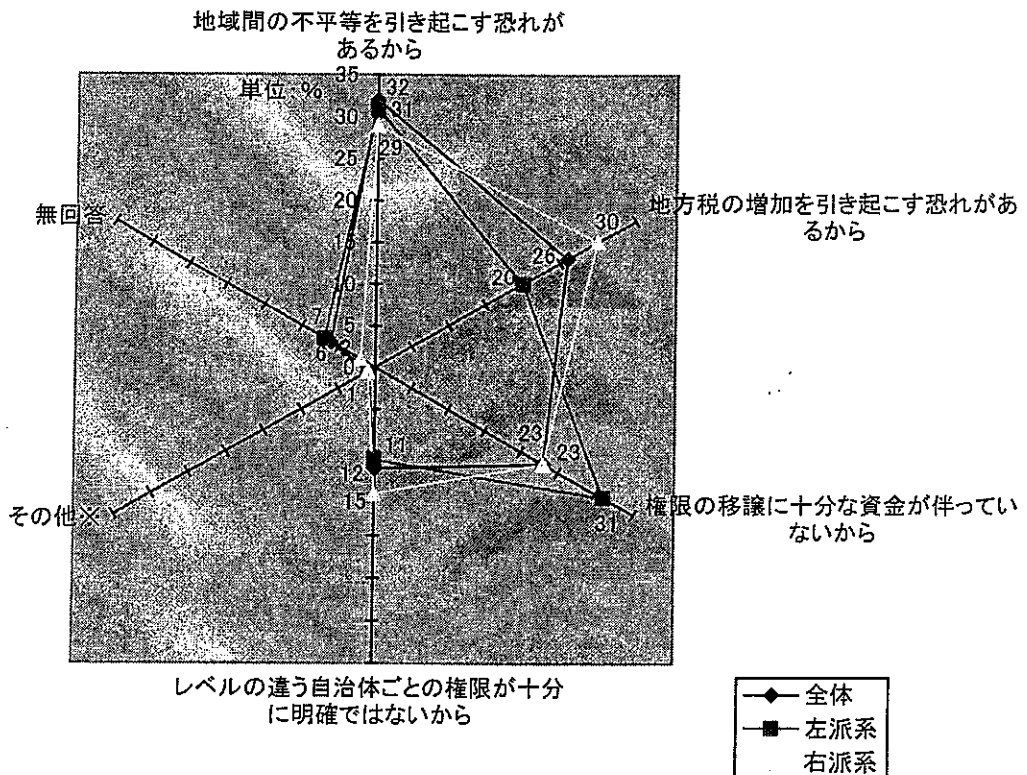 地域間の不平等を引き起こす恐れが
あるから
単位:%
35
32
31
30
29
25
20
15
10
5
0
無回答
30
地方税の増加を引き起こす恐れがあ
るから
26
20
7
6
2
1
11
23
23
12
15
31
その他※
権限の移譲に十分な資金が伴ってい
ないから
レベルの違う自治体ごとの権限が十分
に明確ではないから
全体
左派系
右派系